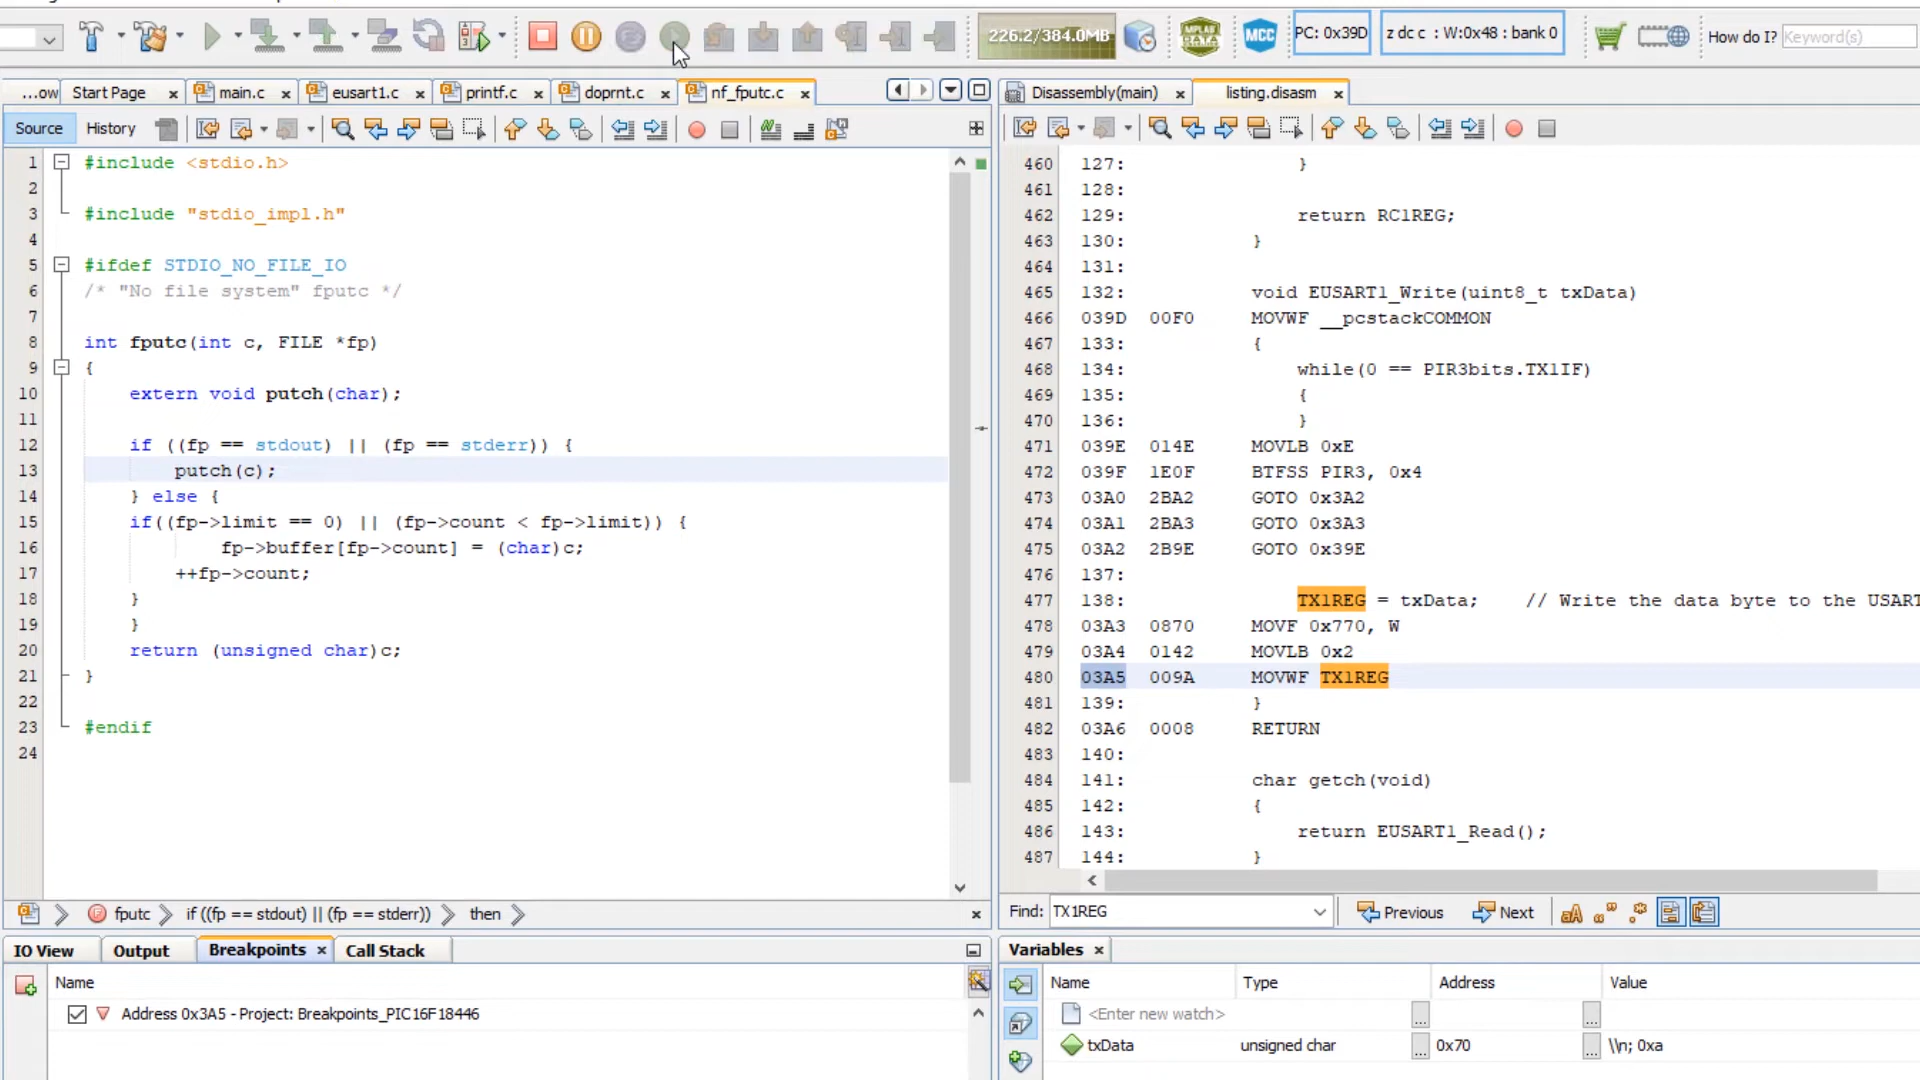 226.2/384.0MB
MPLAB DATA
MCC
PC: 0x39D
z dc c : W:0x48 : bank 0
How do I?
Keyword(s)
...ow
Start Page
main.c
eusart1.c
printf.c
doprnt.c
nf_fputc.c
Disassembly(main)
listing.disasm
Source
History
1 #include <stdio.h>
2
3 #include "stdio_impl.h"
4
5 #ifdef STDIO_NO_FILE_IO
6 /* "No file system" fputc */
7
8 int fputc(int c, FILE *fp)
9 {
10 extern void putch(char);
11
12 if ((fp == stdout) || (fp == stderr)) {
13 putch(c);
14 } else {
15 if((fp->limit == 0) || (fp->count < fp->limit)) {
16 fp->buffer[fp->count] = (char)c;
17 ++fp->count;
18 }
19 }
20 return (unsigned char)c;
21 }
22
23 #endif
24
460 127: }
461 128:
462 129: return RC1REG;
463 130: }
464 131:
465 132: void EUSART1_Write(uint8_t txData)
466 039D 00F0 MOVWF __pcstackCOMMON
467 133: {
468 134: while(0 == PIR3bits.TX1IF)
469 135: {
470 136: }
471 039E 014E MOVLB 0xE
472 039F 1E0F BTFSS PIR3, 0x4
473 03A0 2BA2 GOTO 0x3A2
474 03A1 2BA3 GOTO 0x3A3
475 03A2 2B9E GOTO 0x39E
476 137:
477 138: TX1REG = txData; // Write the data byte to the USART
478 03A3 0870 MOVF 0x770, W
479 03A4 0142 MOVLB 0x2
480 03A5 009A MOVWF TX1REG
481 139: }
482 03A6 0008 RETURN
483 140:
484 141: char getch(void)
485 142: {
486 143: return EUSART1_Read();
487 144: }
fputc
if ((fp == stdout) || (fp == stderr))
then
Find: TX1REG
Previous
Next
IO View
Output
Breakpoints
Call Stack
Name
Address 0x3A5 - Project: Breakpoints_PIC16F18446
Variables
Name Type Address Value
<Enter new watch> ... ...
txData unsigned char ... 0x70 ... \\n; 0xa